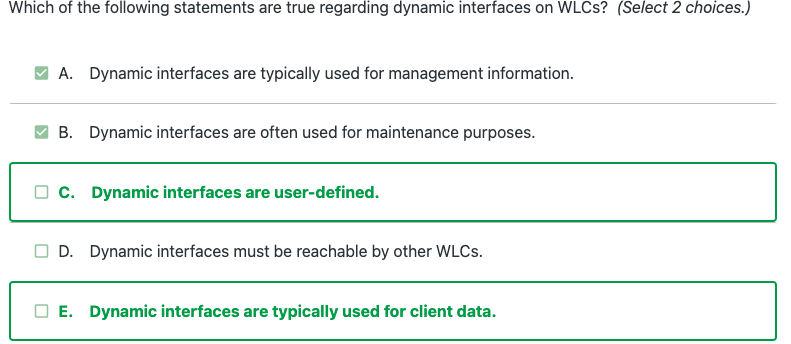 Which of the following statements are true regarding dynamic interfaces on WLCs? (Select 2 choices.)
A. Dynamic interfaces are typically used for management information.
B. Dynamic interfaces are often used for maintenance purposes.
C. Dynamic interfaces are user-defined.
D. Dynamic interfaces must be reachable by other WLCs.
E. Dynamic interfaces are typically used for client data.